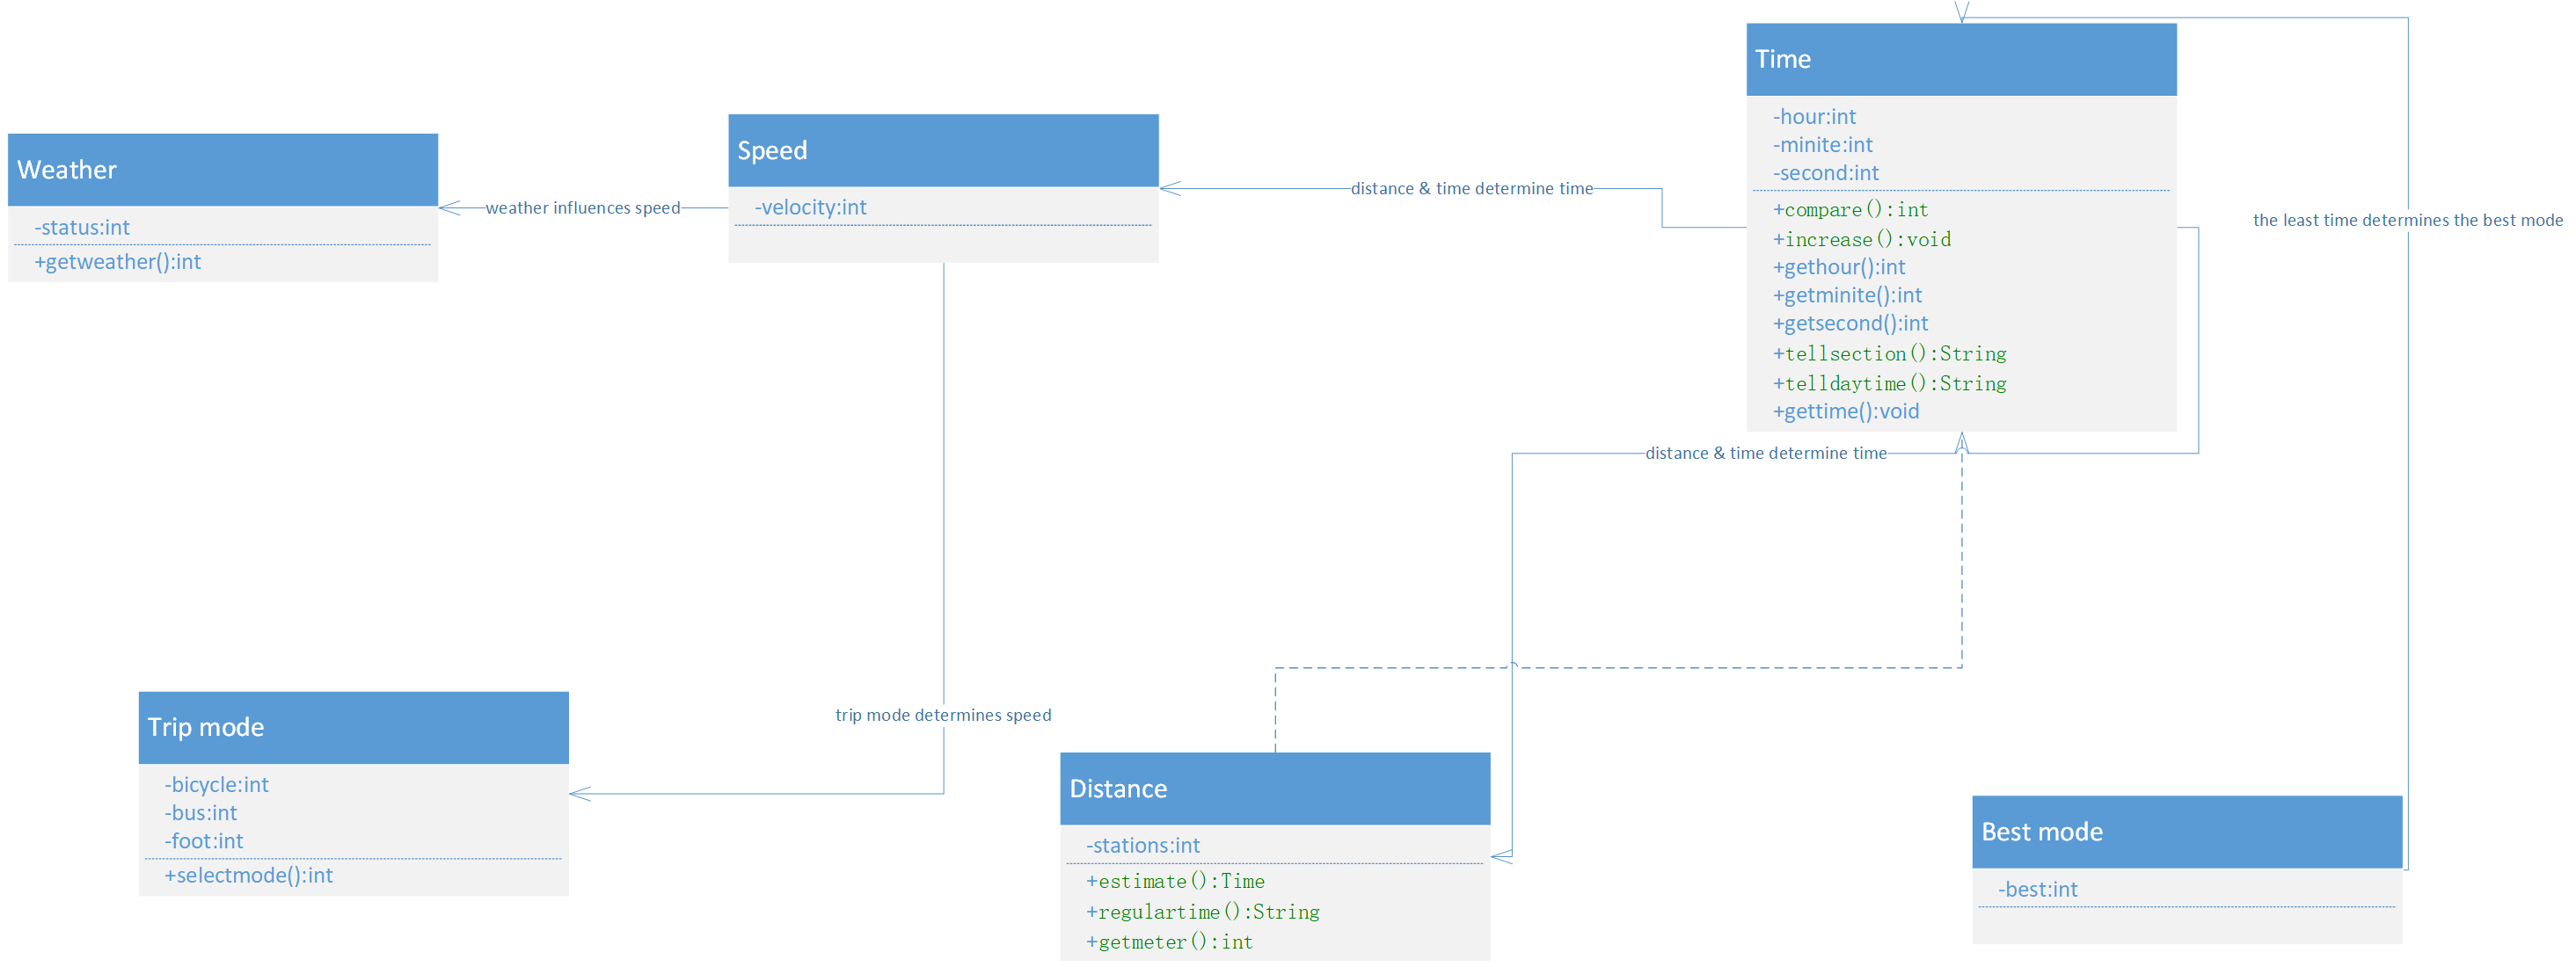 Weather
-status:int
+getweather():int
weather influences speed
Speed
-velocity:int
distance & time determine time
Time
-hour:int
-minite:int
-second:int
+compare():int
+increase():void
+gethour():int
+getminite():int
+getsecond():int
+tellsection():String
+telldaytime():String
+gettime():void
the least time determines the best mode
distance & time determine time
trip mode determines speed
Trip mode
-bicycle:int
-bus:int
-foot:int
+selectmode():int
Distance
-stations:int
+estimate():Time
+regulartime():String
+getmeter():int
Best mode
-best:int